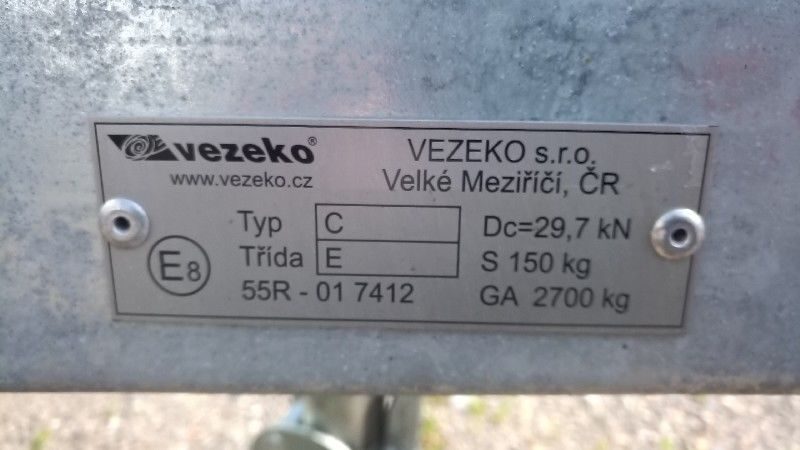 vezeko®
www.vezeko.cz
VEZEKO s.r.o.
Velké Meziříčí, ČR
Typ C
Třída E
55R - 01 7412
E8
Dc=29,7 kN
S 150 kg
GA 2700 kg